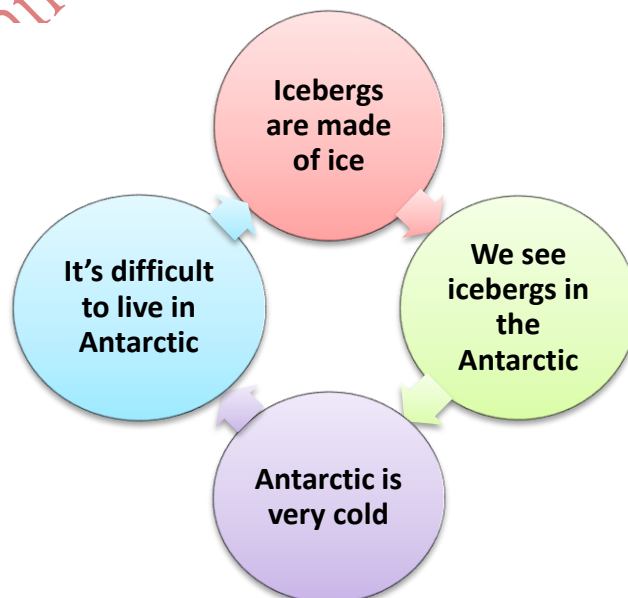 Icebergs
are made
of ice
We see
icebergs in
the
Antarctic
Antarctic is
very cold
It's difficult
to live in
Antarctic